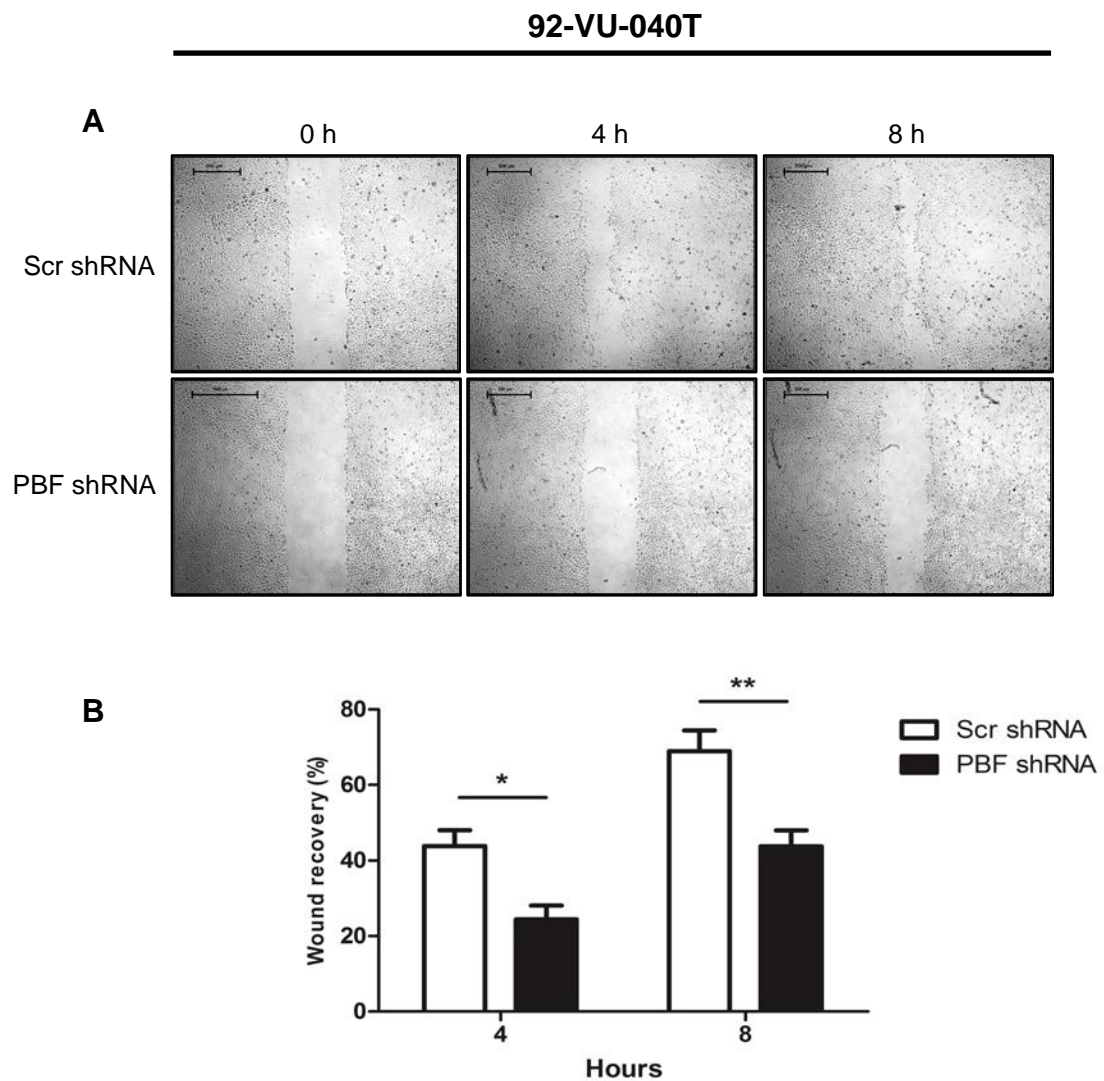 92-VU-040T
A
0 h 4 h 8 h
Scr shRNA
PBF shRNA
B
**
80
Scr shRNA
PBF shRNA
60
*
40
20
0
Wound recovery (%)
4 8
Hours